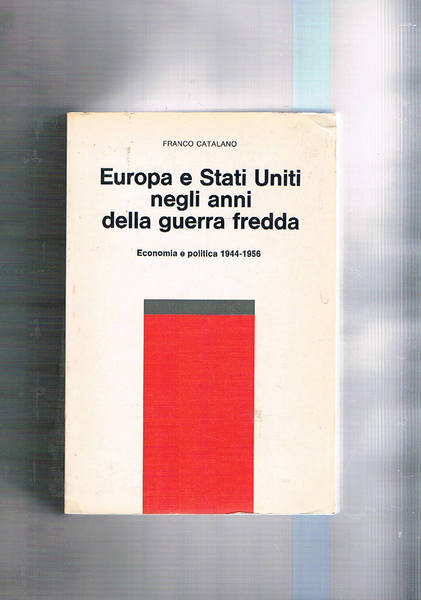 FRANCO CATALANO
Europa e Stati Uniti
negli anni
della guerra fredda
Economia e politica 1944-1956